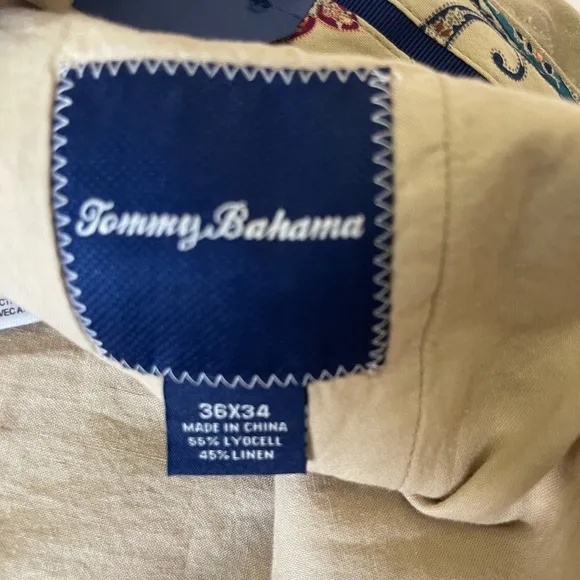 Tommy Bahama
36X34
MADE IN CHINA
55% LYOCELL
45% LINEN